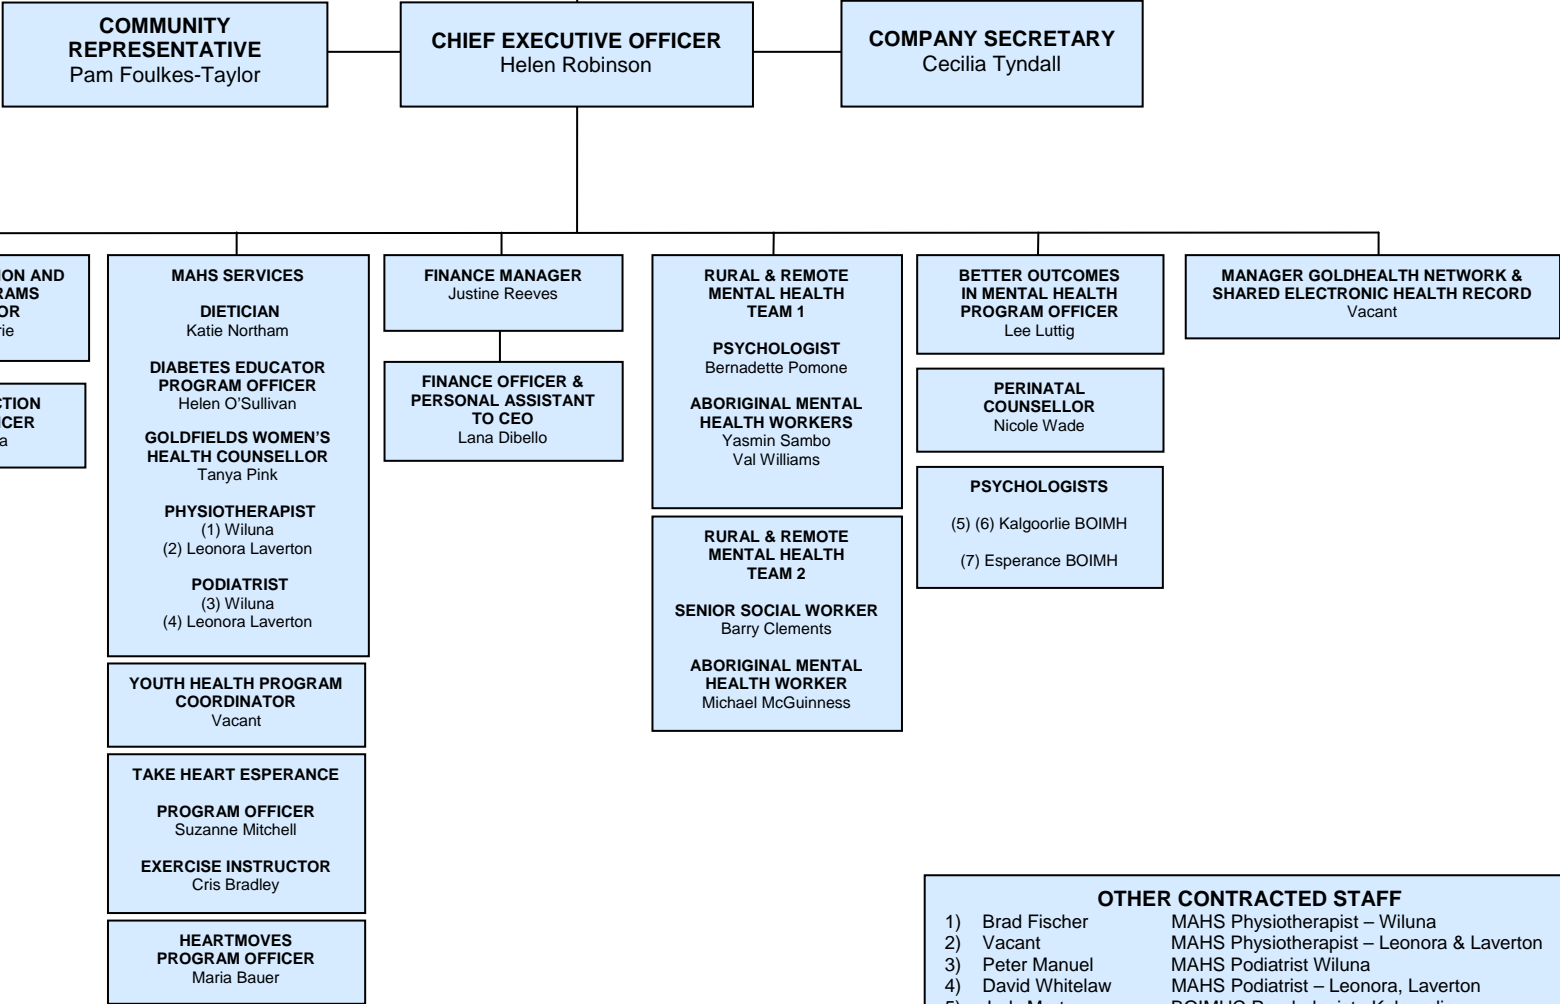 COMMUNITY
REPRESENTATIVE
Pam Foulkes-Taylor
CHIEF EXECUTIVE OFFICER
Helen Robinson
COMPANY SECRETARY
Cecilia Tyndall
ION AND
RAMS
OR
rie
CTION
ICER
a
MAHS SERVICES
DIETICIAN
Katie Northam
DIABETES EDUCATOR
PROGRAM OFFICER
Helen O’Sullivan
GOLDFIELDS WOMEN’S
HEALTH COUNSELLOR
Tanya Pink
PHYSIOTHERAPIST
(1) Wiluna
(2) Leonora Laverton
PODIATRIST
(3) Wiluna
(4) Leonora Laverton
YOUTH HEALTH PROGRAM
COORDINATOR
Vacant
TAKE HEART ESPERANCE
PROGRAM OFFICER
Suzanne Mitchell
EXERCISE INSTRUCTOR
Cris Bradley
HEARTMOVES
PROGRAM OFFICER
Maria Bauer
FINANCE MANAGER
Justine Reeves
FINANCE OFFICER &
PERSONAL ASSISTANT
TO CEO
Lana Dibello
RURAL & REMOTE
MENTAL HEALTH
TEAM 1
PSYCHOLOGIST
Bernadette Pomone
ABORIGINAL MENTAL
HEALTH WORKERS
Yasmin Sambo
Val Williams
RURAL & REMOTE
MENTAL HEALTH
TEAM 2
SENIOR SOCIAL WORKER
Barry Clements
ABORIGINAL MENTAL
HEALTH WORKER
Michael McGuinness
BETTER OUTCOMES
IN MENTAL HEALTH
PROGRAM OFFICER
Lee Luttig
PERINATAL
COUNSELLOR
Nicole Wade
PSYCHOLOGISTS
(5) (6) Kalgoorlie BOIMH
(7) Esperance BOIMH
MANAGER GOLDHEALTH NETWORK &
SHARED ELECTRONIC HEALTH RECORD
Vacant
OTHER CONTRACTED STAFF
1) Brad Fischer MAHS Physiotherapist – Wiluna
2) Vacant MAHS Physiotherapist – Leonora & Laverton
3) Peter Manuel MAHS Podiatrist Wiluna
4) David Whitelaw MAHS Podiatrist – Leonora, Laverton